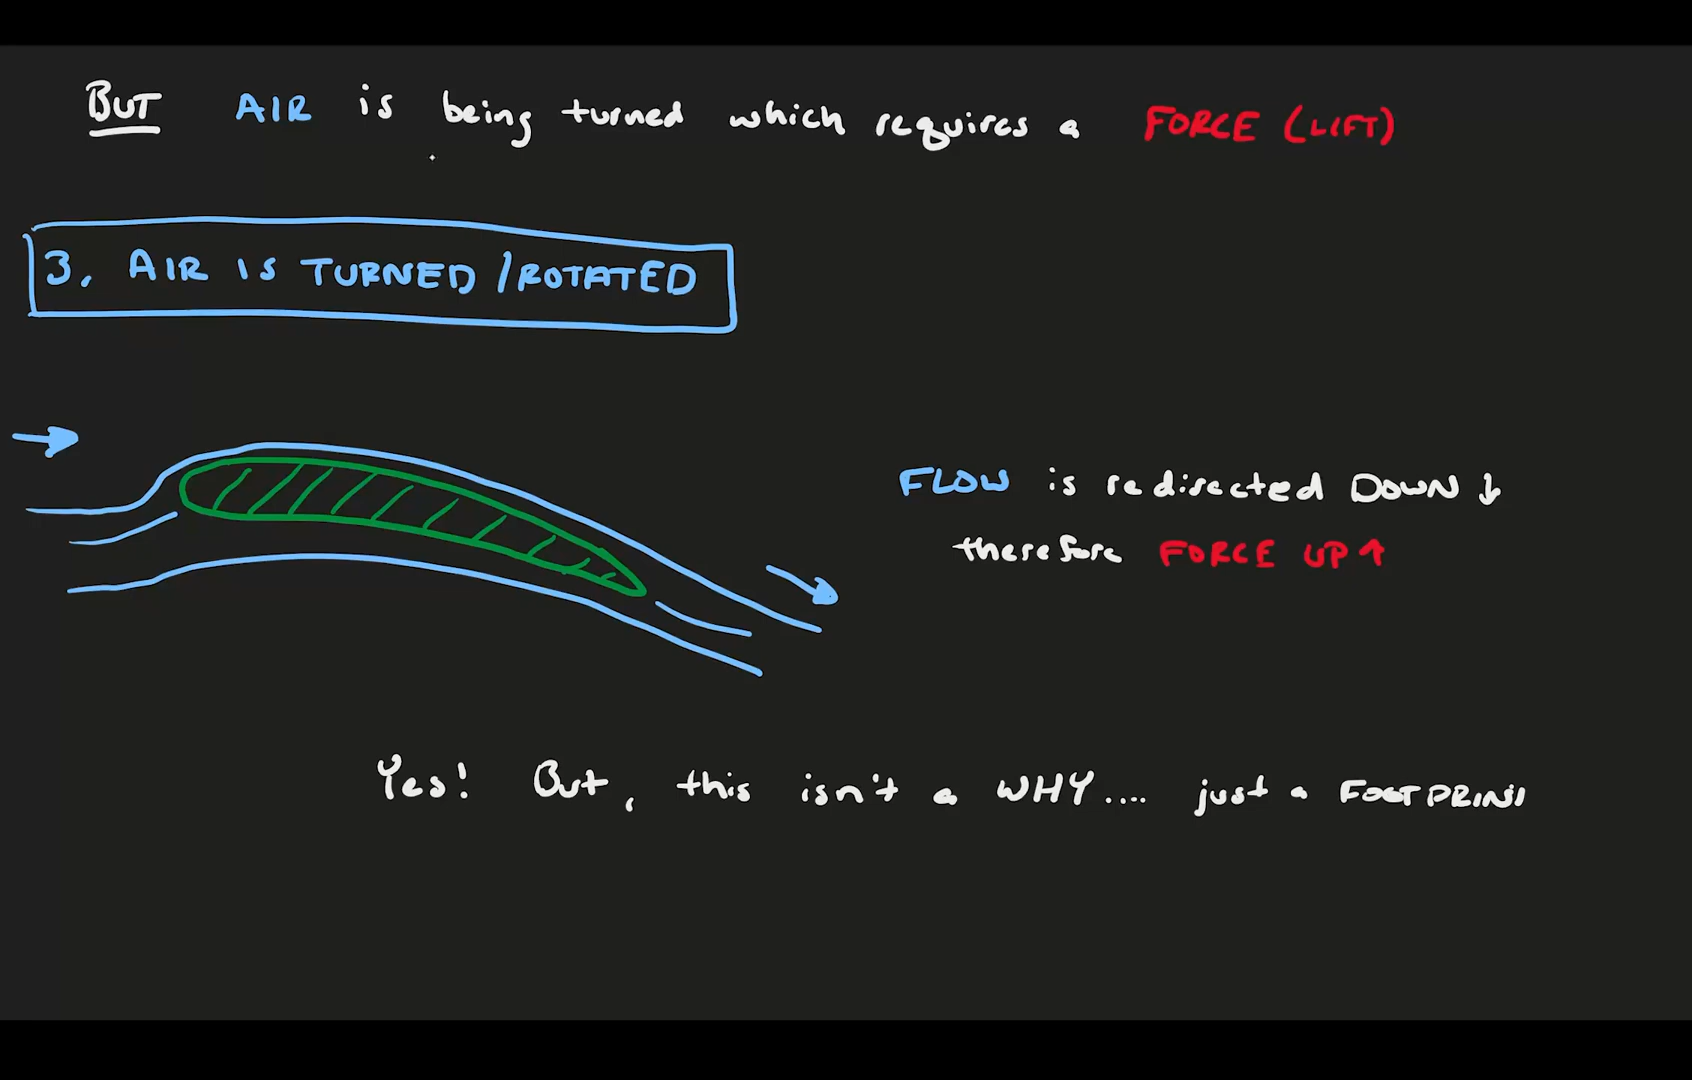 BUT AIR is being turned which requires a FORCE (LIFT)
3. AIR IS TURNED/ROTATED
FLOW is redirected DOWN ↓
therefore FORCE UP ↑
Yes! But, this isn't a WHY.... just a